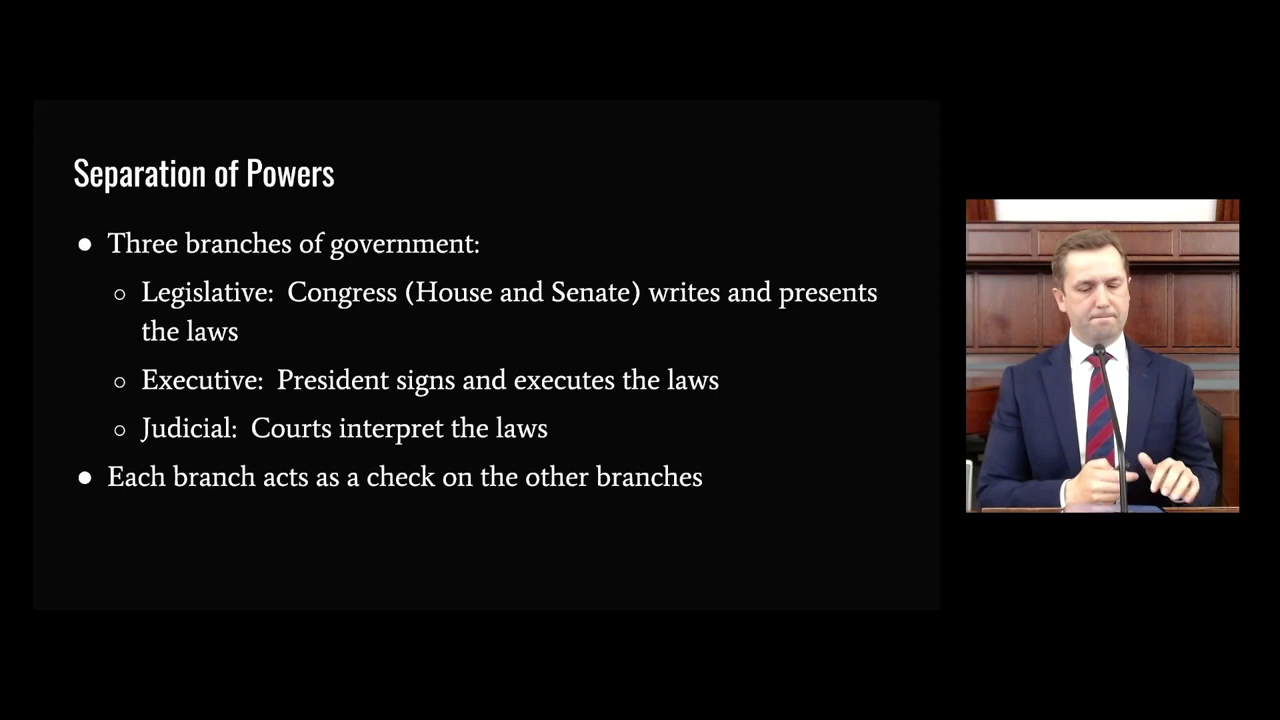 Separation of Powers
● Three branches of government:
○ Legislative:  Congress (House and Senate) writes and presents
the laws
○ Executive:  President signs and executes the laws
○ Judicial:  Courts interpret the laws
● Each branch acts as a check on the other branches